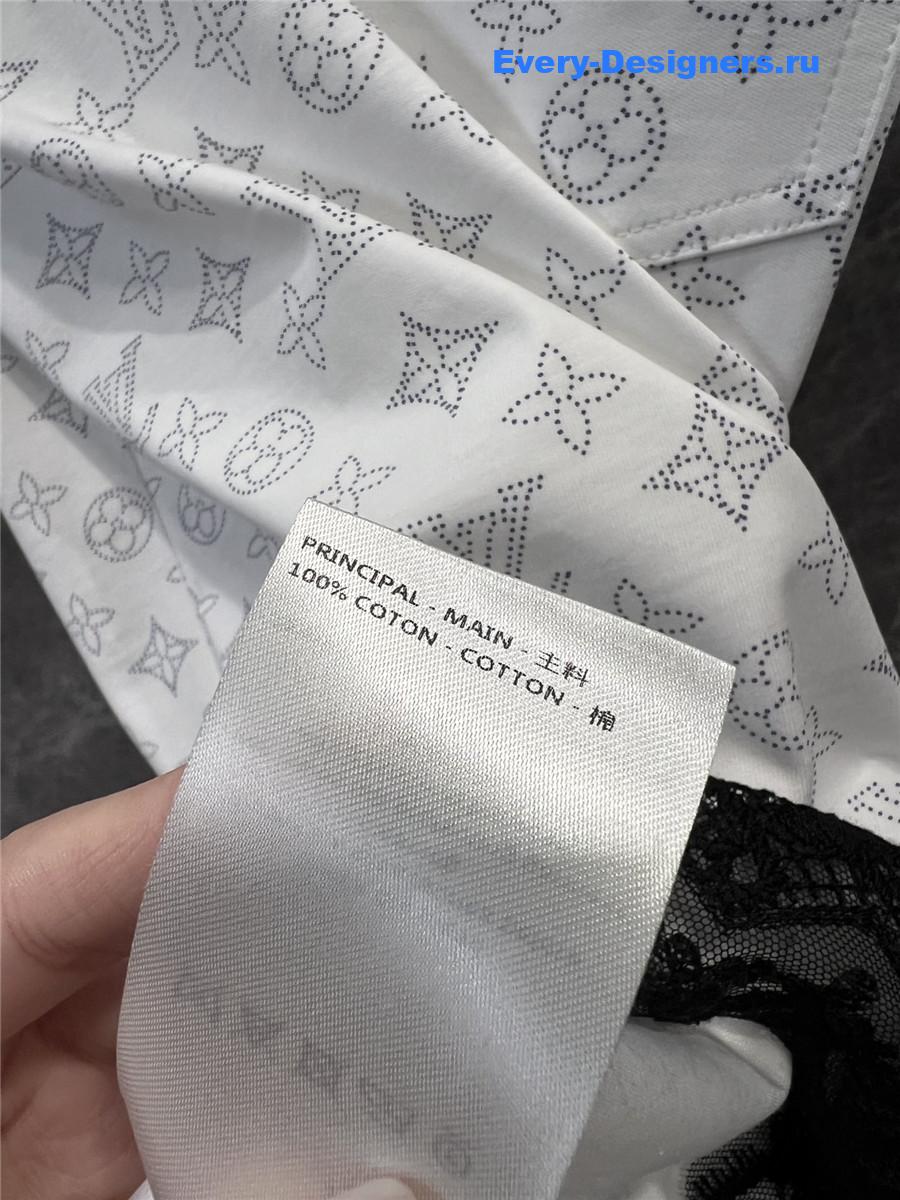 Every-Designers.ru
PRINCIPAL - MAIN - 主料
100% COTON - COTTON - 棉